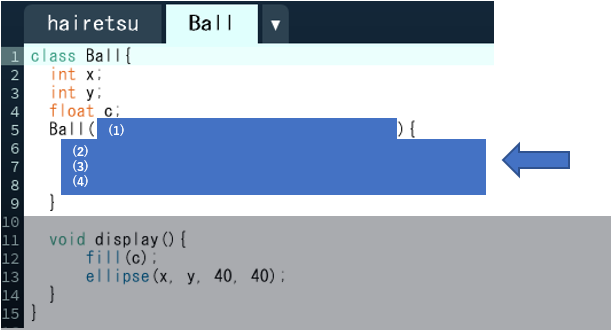 hairetsu Ball ▼
1 class Ball{
2 int x;
3 int y;
4 float c;
5 Ball( (1) ){
6 (2)
7 (3)
8 (4)
9 }
10
11 void display(){
12 fill(c);
13 ellipse(x, y, 40, 40);
14 }
15 }